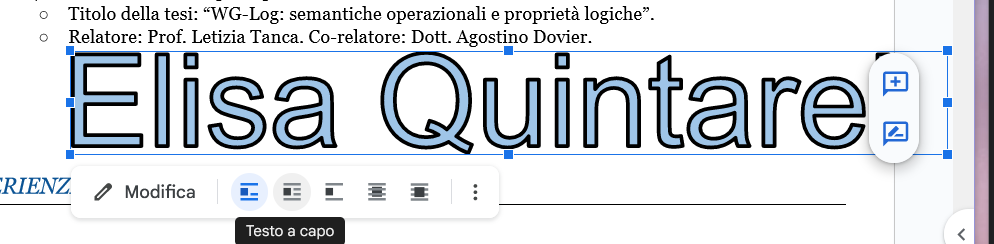 Titolo della tesi: “WG-Log: semantiche operazionali e proprietà logiche”.
Relatore: Prof. Letizia Tanca. Co-relatore: Dott. Agostino Dovier.
Elisa Quintare
ERIENZ
Modifica
Testo a capo